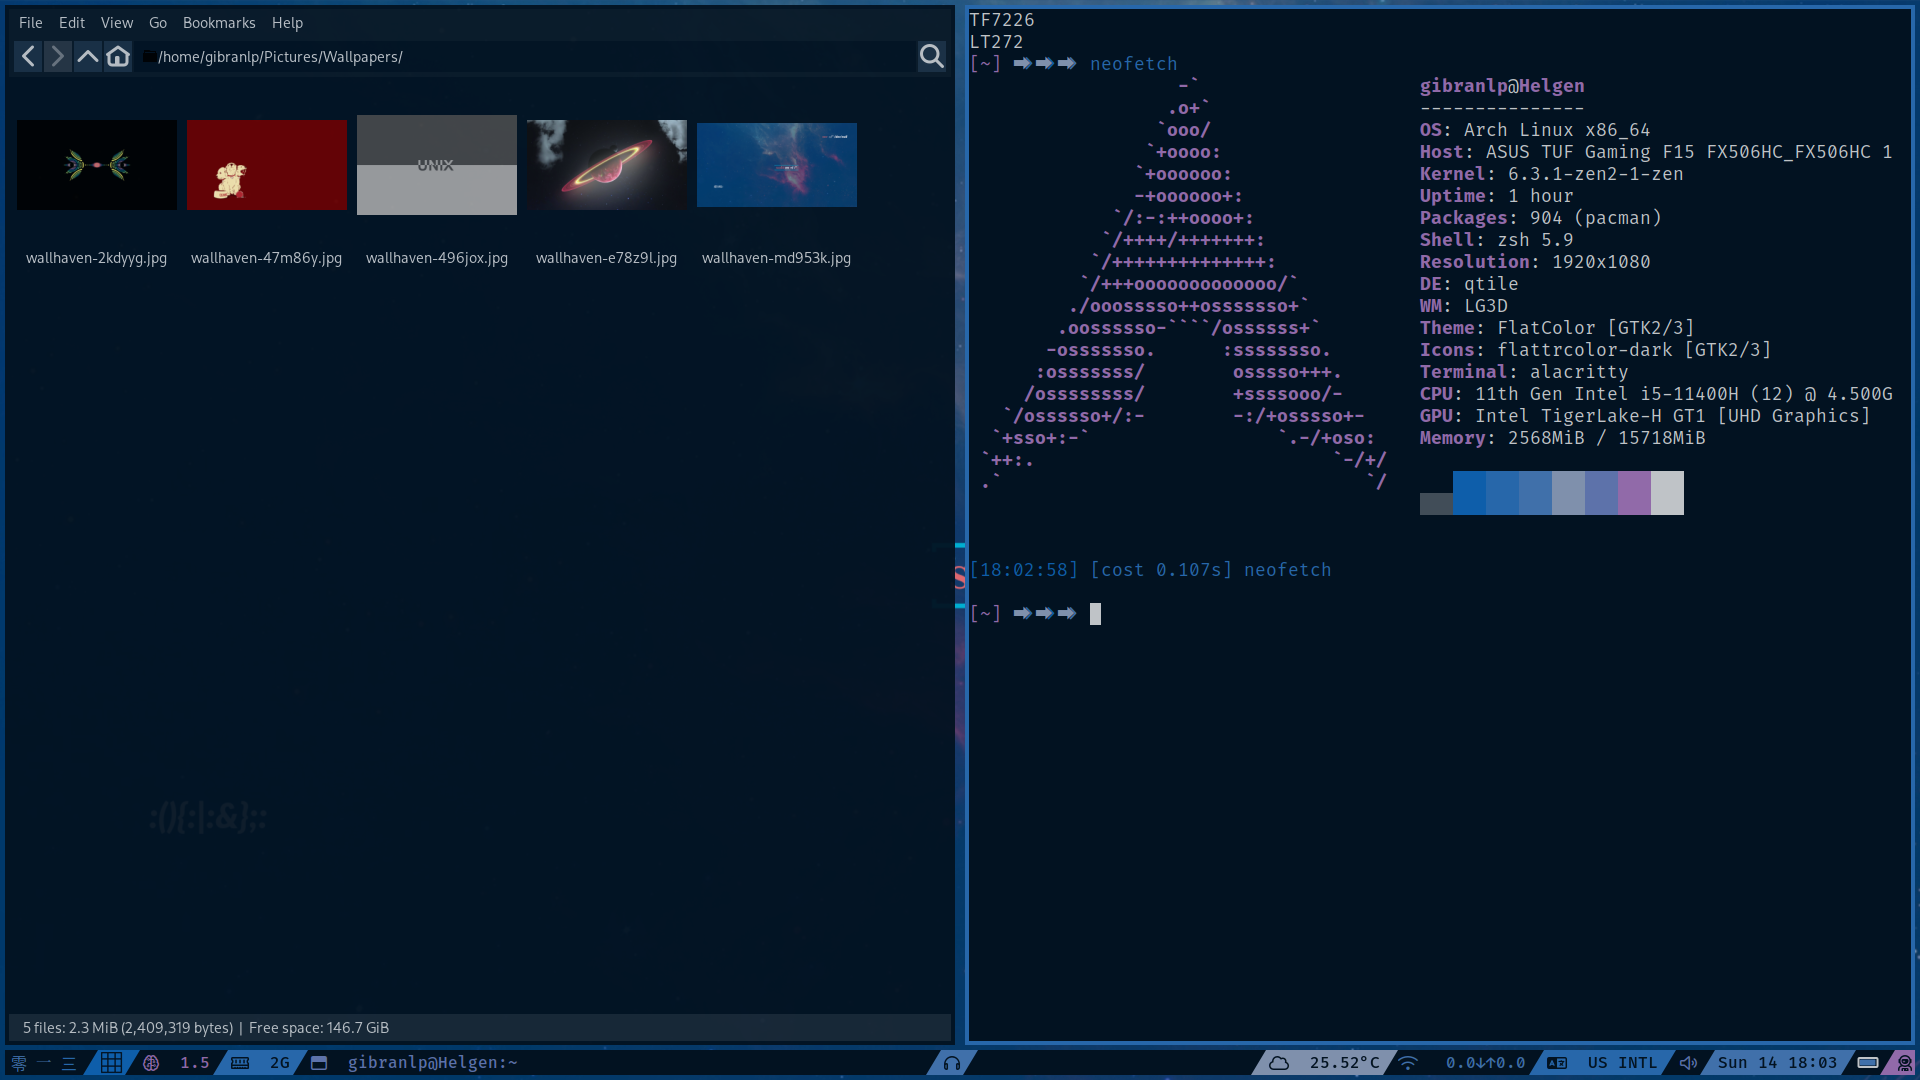 File Edit View Go Bookmarks Help
/home/gibranlp/Pictures/Wallpapers/
UNIX
wallhaven-2kdyyg.jpg wallhaven-47m86y.jpg wallhaven-496jox.jpg wallhaven-e78z9l.jpg wallhaven-md953k.jpg
:(){:|:&};:
5 files: 2.3 MiB (2,409,319 bytes) | Free space: 146.7 GiB
TF7226
LT272
[~] neofetch
gibranlp@Helgen
---------------
OS: Arch Linux x86_64
Host: ASUS TUF Gaming F15 FX506HC_FX506HC 1
Kernel: 6.3.1-zen2-1-zen
Uptime: 1 hour
Packages: 904 (pacman)
Shell: zsh 5.9
Resolution: 1920x1080
DE: qtile
WM: LG3D
Theme: FlatColor [GTK2/3]
Icons: flattrcolor-dark [GTK2/3]
Terminal: alacritty
CPU: 11th Gen Intel i5-11400H (12) @ 4.500G
GPU: Intel TigerLake-H GT1 [UHD Graphics]
Memory: 2568MiB / 15718MiB
[18:02:58] [cost 0.107s] neofetch
[~]
零 一 三 1.5 2G gibranlp@Helgen:~ 25.52°C 0.0↓↑0.0 US INTL Sun 14 18:03